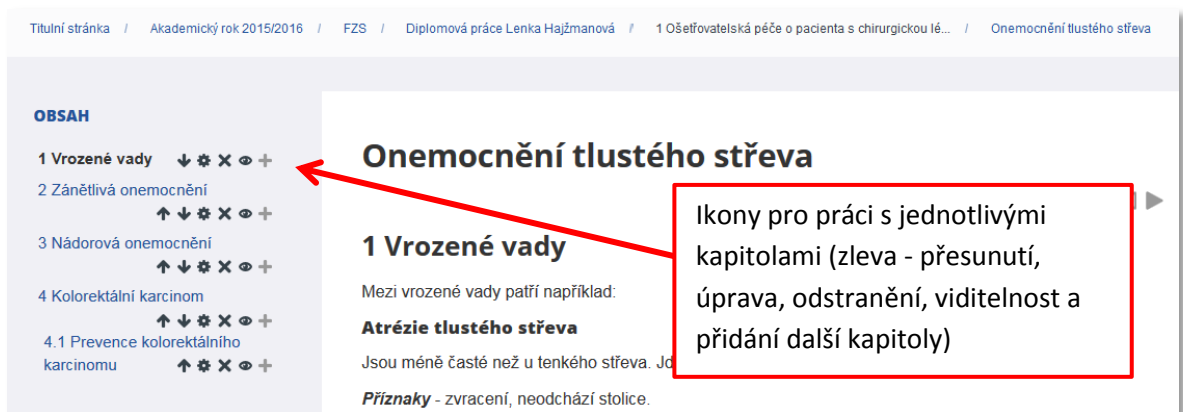 Titulní stránka / Akademický rok 2015/2016 / FZS / Diplomová práce Lenka Hajžmanová / 1 Ošetřovatelská péče o pacienta s chirurgickou lé... / Onemocnění tlustého střeva
OBSAH
1 Vrozené vady
2 Zánětlivá onemocnění
3 Nádorová onemocnění
4 Kolorektální karcinom
4.1 Prevence kolorektálního
karcinomu
Onemocnění tlustého střeva
1 Vrozené vady
Mezi vrozené vady patří například:
Atrézie tlustého střeva
Jsou méně časté než u tenkého střeva.
Příznaky - zvracení, neodchází stolice.
Ikony pro práci s jednotlivými
kapitolami (zleva - přesunutí,
úprava, odstranění, viditelnost a
přidání další kapitoly)